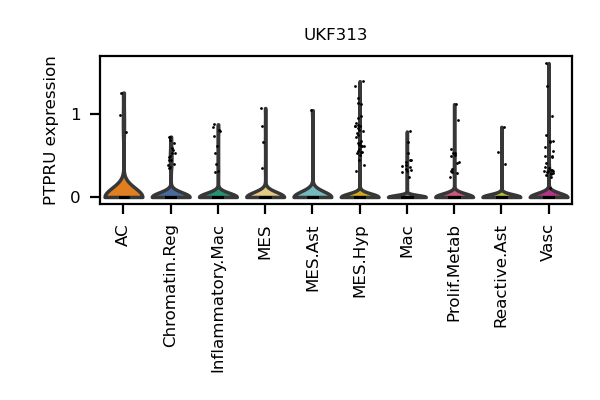 UKF313
PTPRU expression
1
0
AC
Chromatin.Reg
Inflammatory.Mac
MES
MES.Ast
MES.Hyp
Mac
Prolif.Metab
Reactive.Ast
Vasc